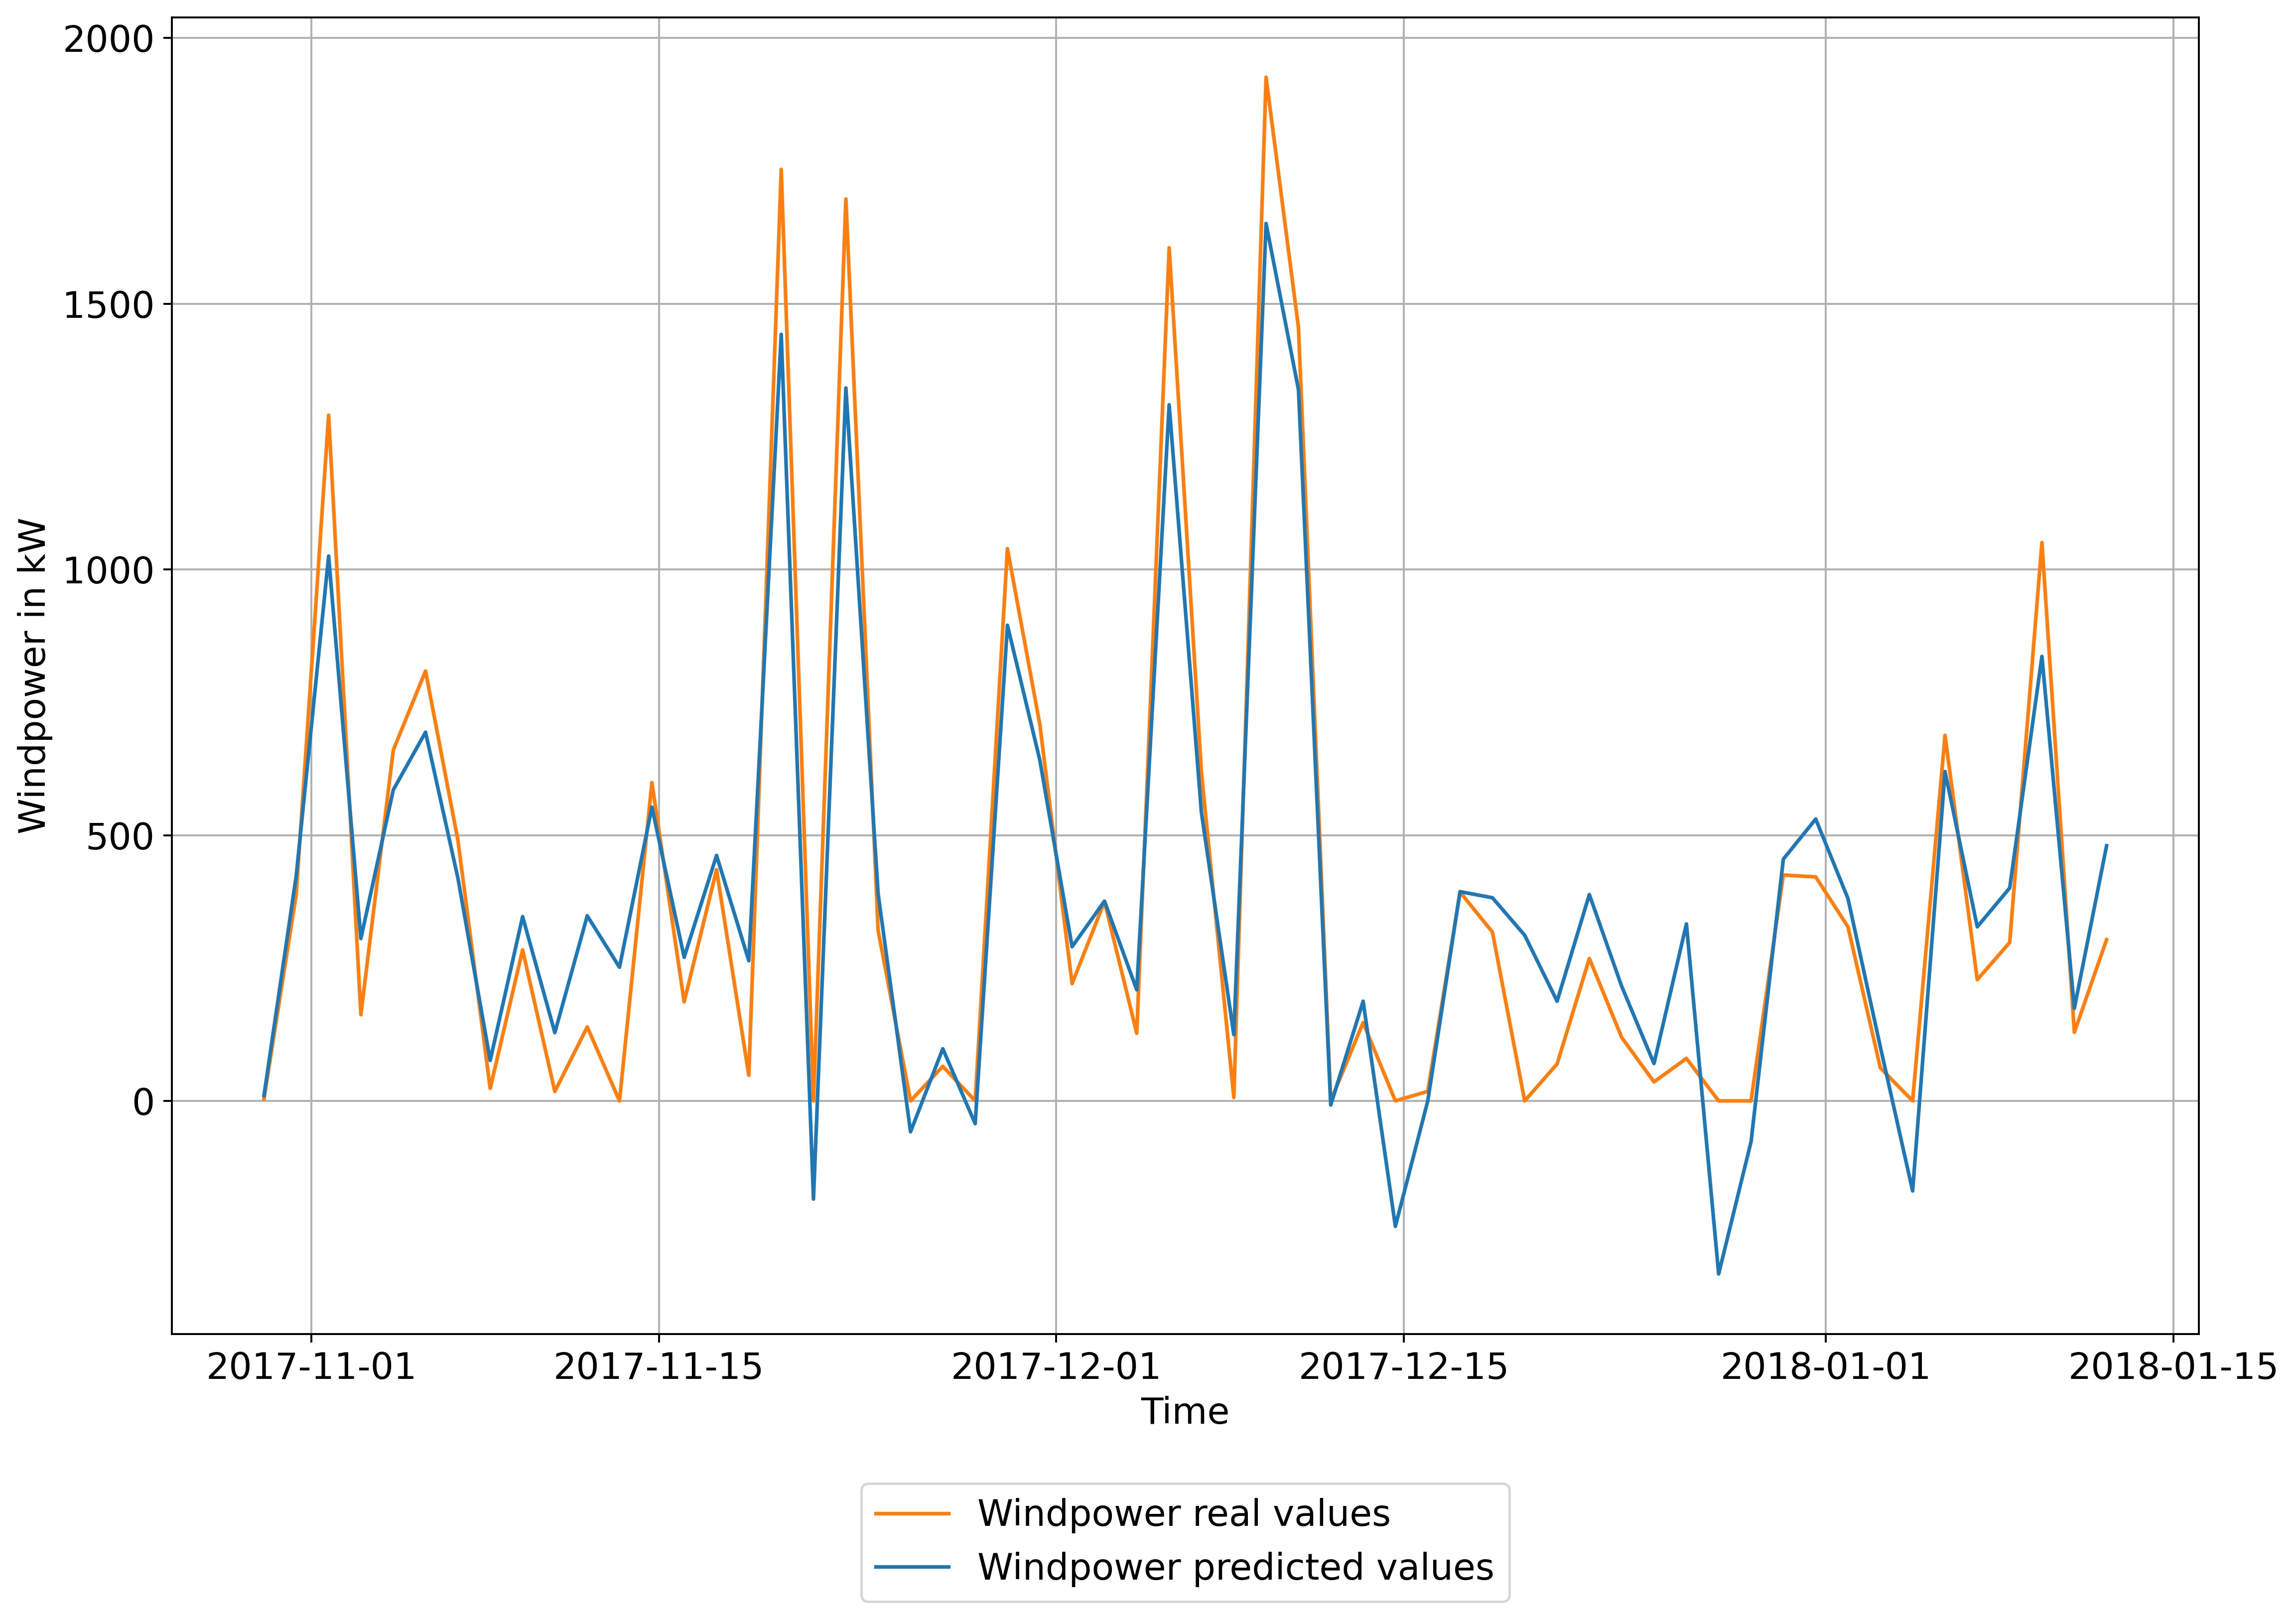 2000
1500
1000
500
0
Windpower in kW
2017-11-01 2017-11-15 2017-12-01 2017-12-15 2018-01-01 2018-01-15
Time
Windpower real values
Windpower predicted values